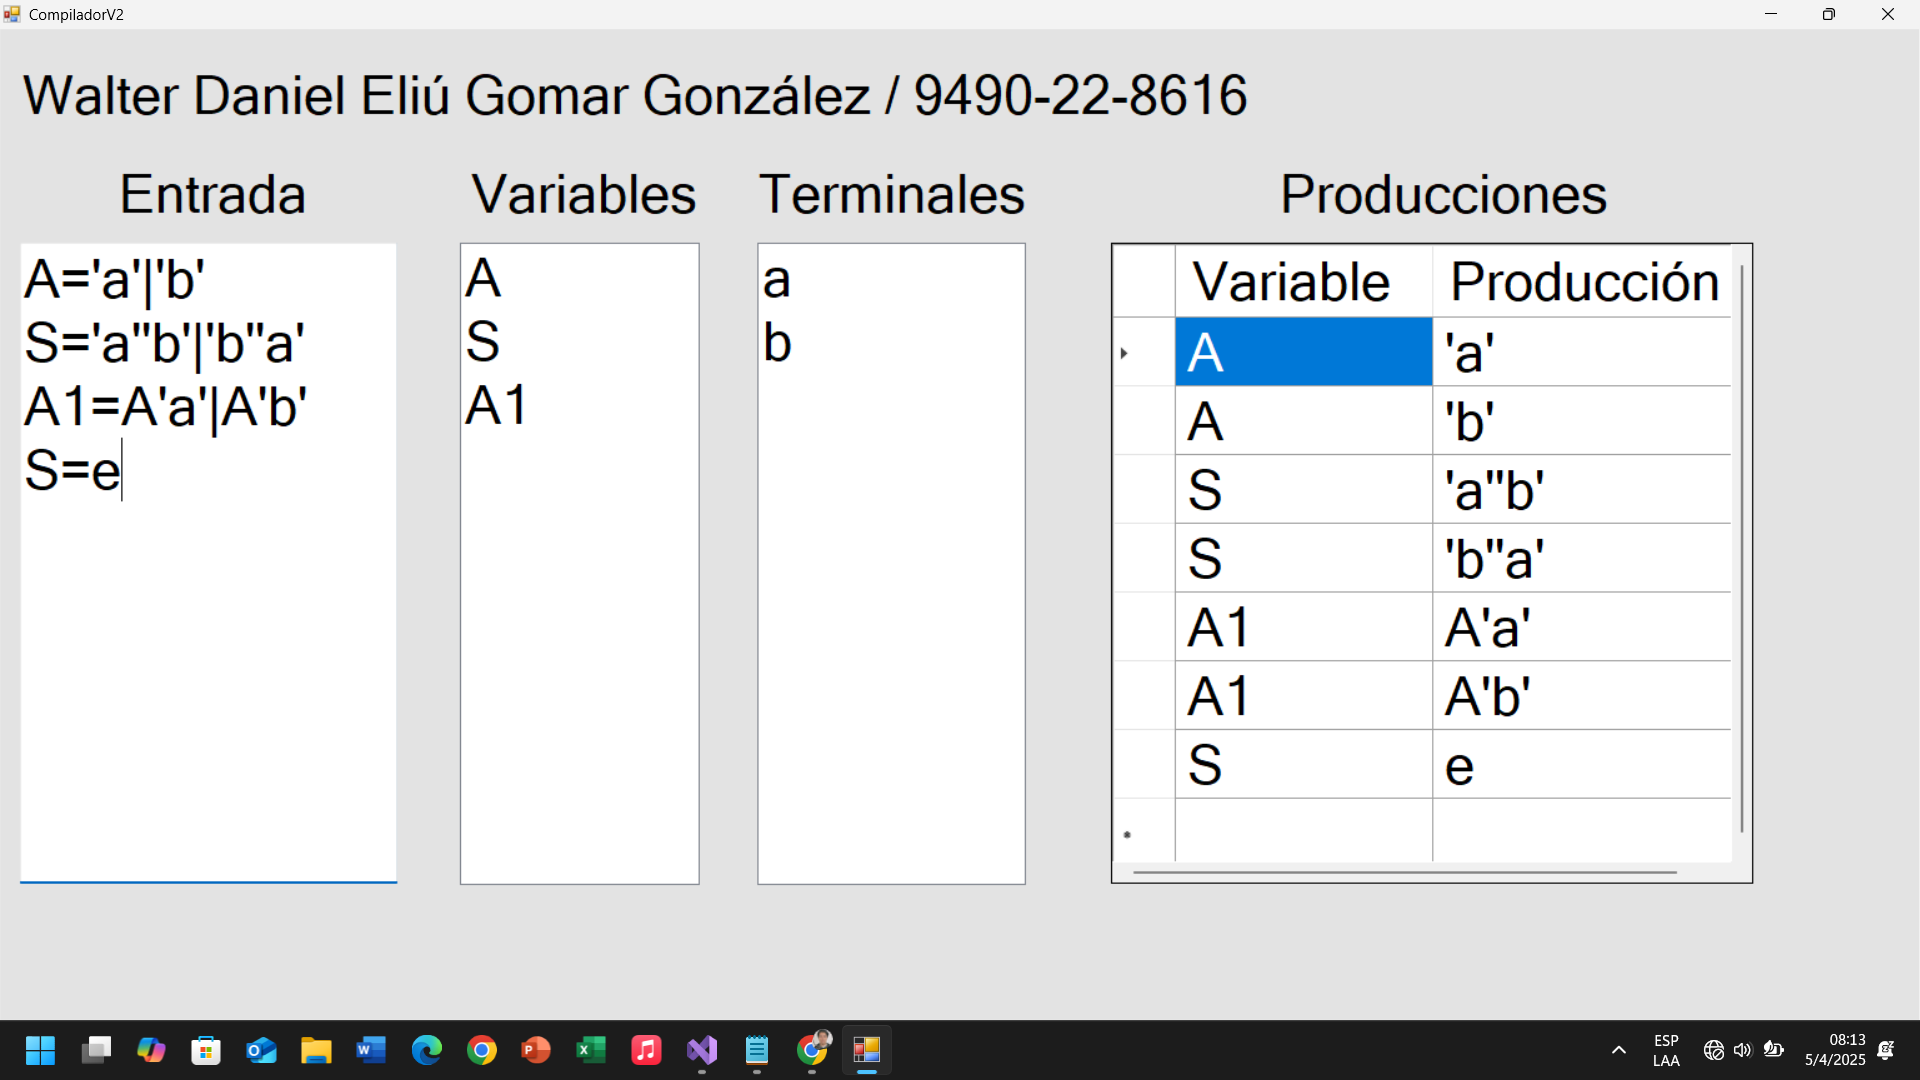 CompiladorV2
Walter Daniel Eliú Gomar González / 9490-22-8616
Entrada
A='a'|'b'
S='a''b'|'b''a'
A1=A'a'|A'b'
S=e
Variables
A
S
A1
Terminales
a
b
Producciones
Variable Producción
A 'a'
A 'b'
S 'a''b'
S 'b''a'
A1 A'a'
A1 A'b'
S e
ESP
LAA
08:13
5/4/2025